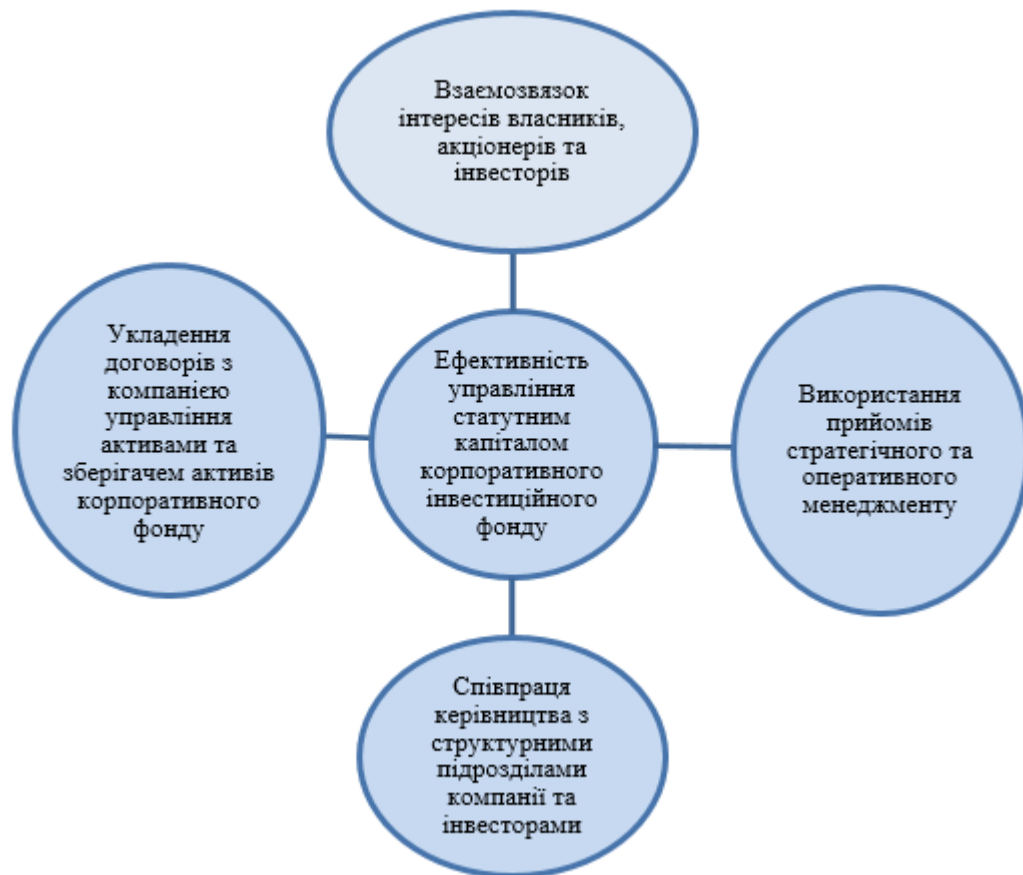 Взаємозвязок
інтересів власників,
акціонерів та
інвесторів
Укладення
договорів з
компанією
управління
активами та
зберігачем активів
корпоративного
фонду
Ефективність
управління
статутним
капіталом
корпоративного
інвестиційного
фонду
Використання
прийомів
стратегічного та
оперативного
менеджменту
Співпраця
керівництва з
структурними
підрозділами
компанії та
інвесторами